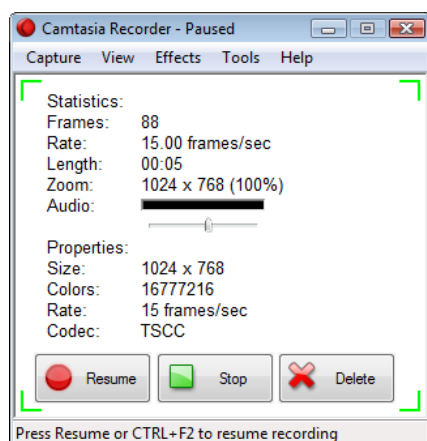 Camtasia Recorder - Paused
Capture View Effects Tools Help
Statistics:
Frames: 88
Rate: 15.00 frames/sec
Length: 00:05
Zoom: 1024 x 768 (100%)
Audio:
Properties:
Size: 1024 x 768
Colors: 16777216
Rate: 15 frames/sec
Codec: TSCC
Resume Stop Delete
Press Resume or CTRL+F2 to resume recording